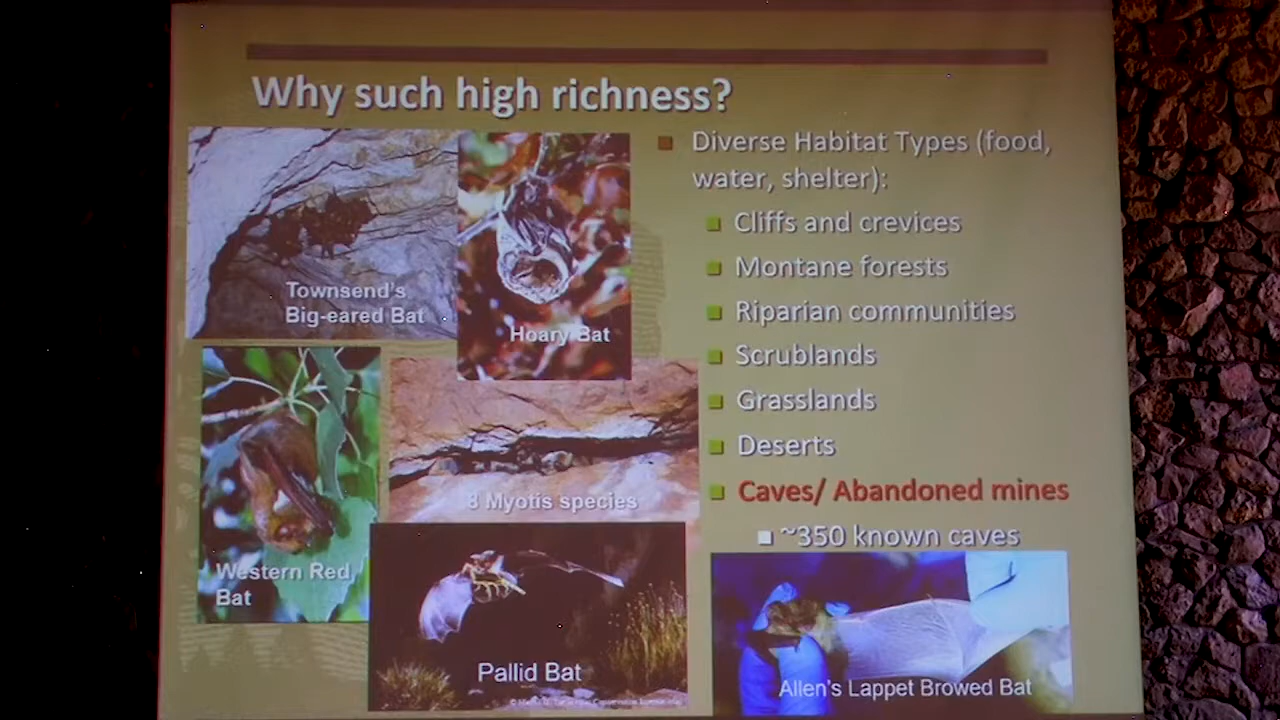 Why such high richness?
Townsend's
Big-eared Bat
Hoary Bat
Western Red
Bat
8 Myotis species
Pallid Bat
Diverse Habitat Types (food,
water, shelter):
Cliffs and crevices
Montane forests
Riparian communities
Scrublands
Grasslands
Deserts
Caves/ Abandoned mines
~350 known caves
Allen's Lappet Browed Bat